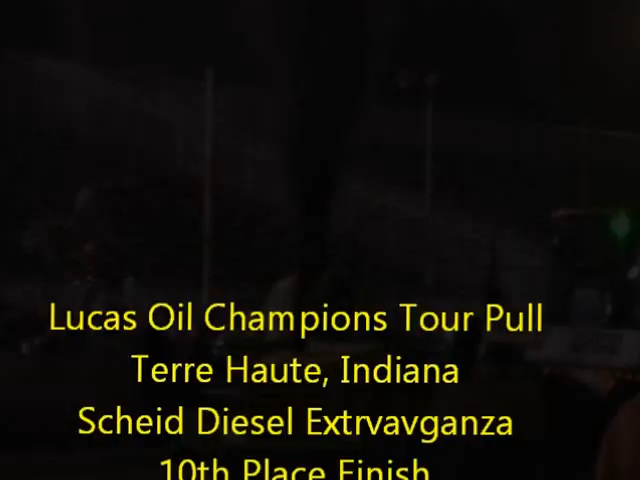 Lucas Oil Champions Tour Pull
Terre Haute, Indiana
Scheid Diesel Extrvavganza
10th Place Finish